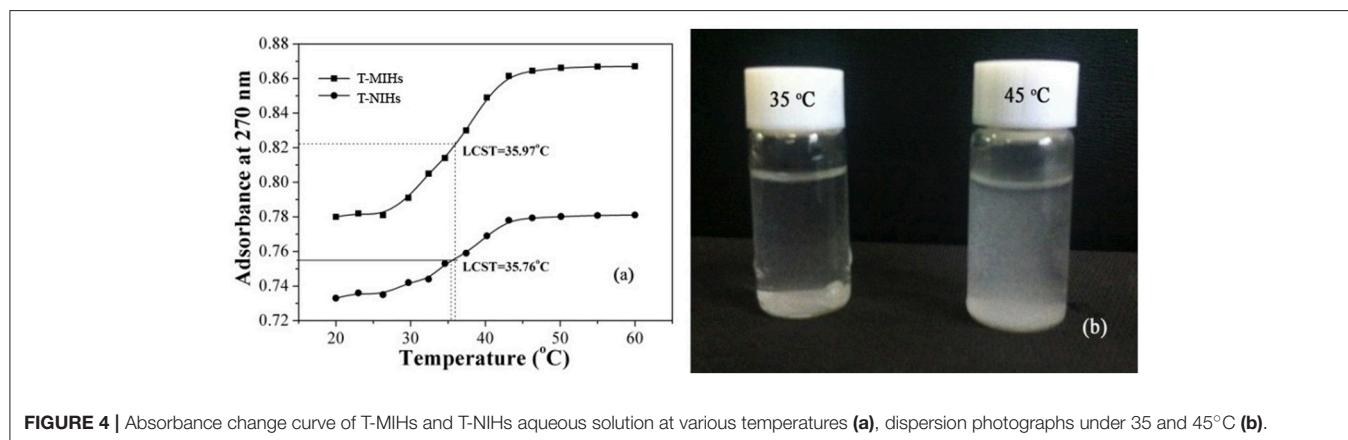 0.88
0.86
0.84
0.82
0.80
0.78
0.76
0.74
0.72
Adsorbance at 270 nm
T-MIHs
T-NIHs
LCST=35.97°C
LCST=35.76°C
(a)
20 30 40 50 60
Temperature (°C)
35 °C
45 °C
(b)
FIGURE 4 | Absorbance change curve of T-MIHs and T-NIHs aqueous solution at various temperatures (a), dispersion photographs under 35 and 45°C (b).